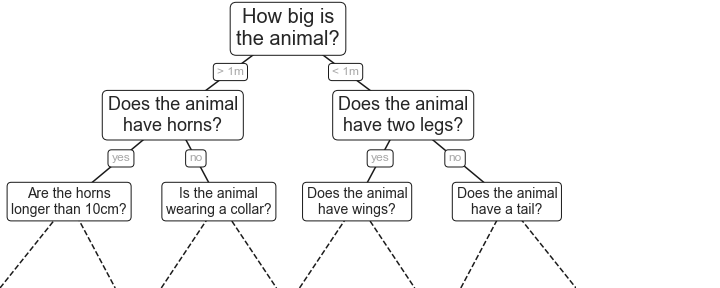 How big is
the animal?
> 1m
< 1m
Does the animal
have horns?
Does the animal
have two legs?
yes
no
yes
no
Are the horns
longer than 10cm?
Is the animal
wearing a collar?
Does the animal
have wings?
Does the animal
have a tail?